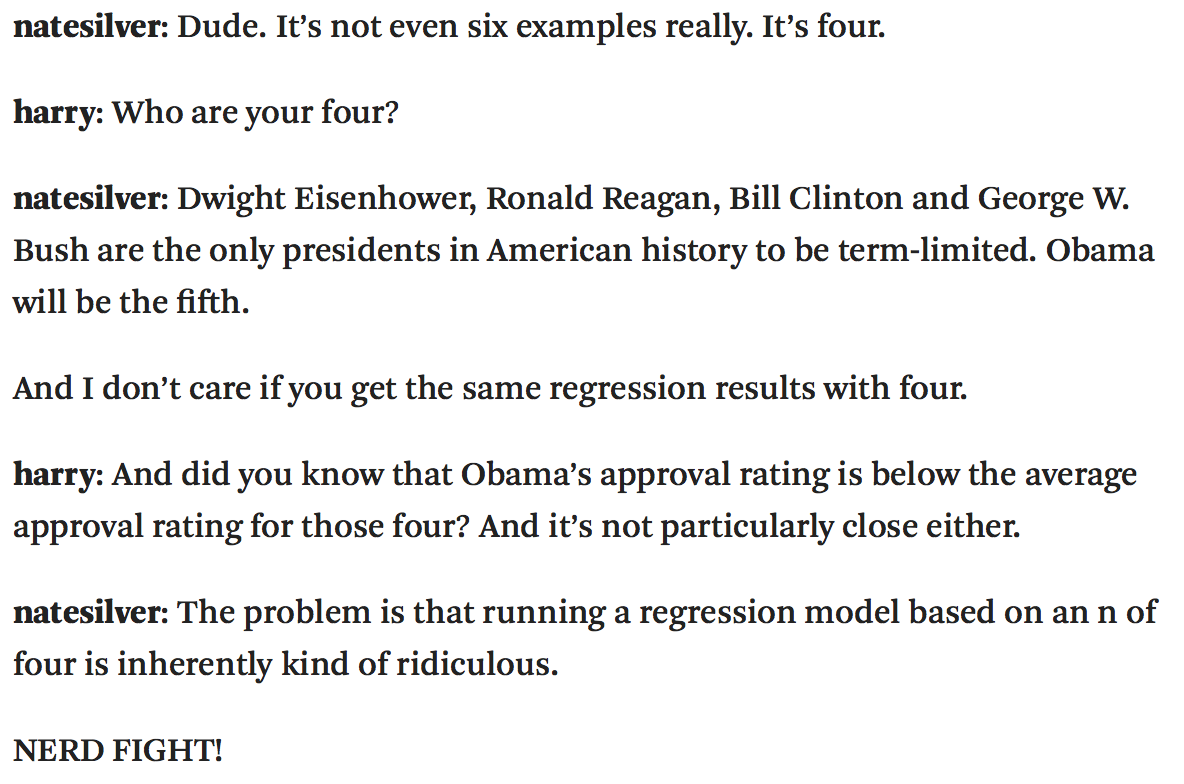 natesilver: Dude. It’s not even six examples really. It’s four.
harry: Who are your four?
natesilver: Dwight Eisenhower, Ronald Reagan, Bill Clinton and George W.
Bush are the only presidents in American history to be term-limited. Obama
will be the fifth.
And I don’t care if you get the same regression results with four.
harry: And did you know that Obama’s approval rating is below the average
approval rating for those four? And it’s not particularly close either.
natesilver: The problem is that running a regression model based on an n of
four is inherently kind of ridiculous.
NERD FIGHT!